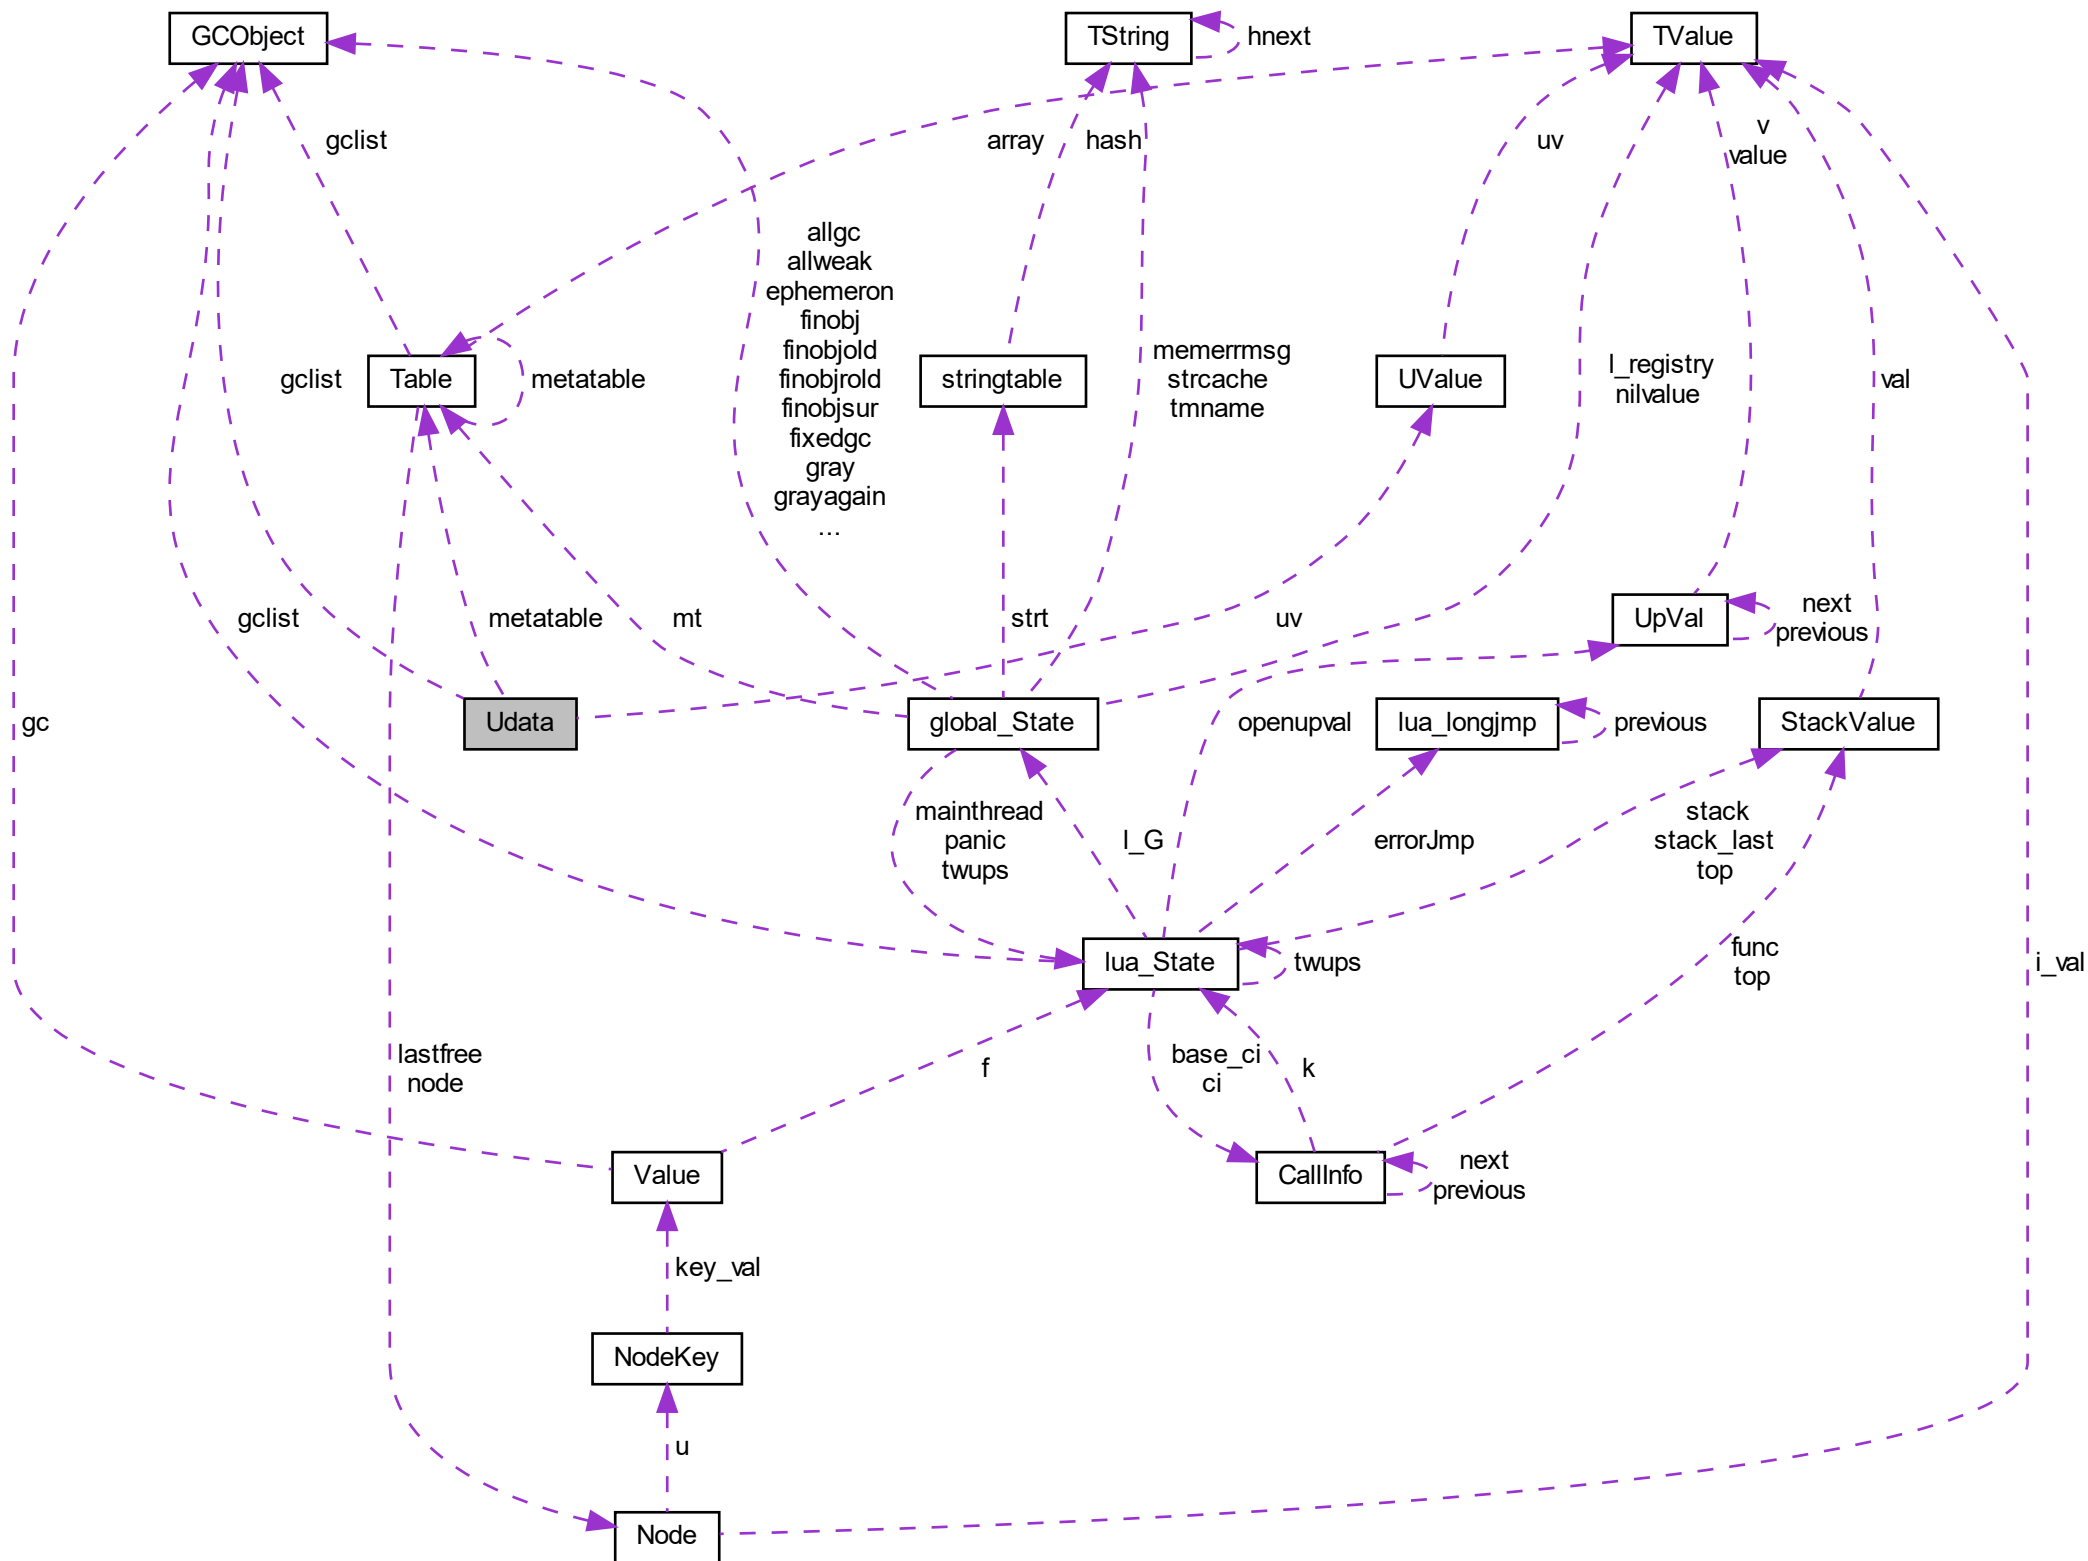 GCObject
TString
hnext
TValue
gclist
array
hash
uv
v
value
allgc
allweak
ephemeron
finobj
finobjold
finobjrold
finobjsur
fixedgc
gray
grayagain
...
gclist
Table
metatable
stringtable
memerrmsg
strcache
tmname
UValue
l_registry
nilvalue
val
gclist
metatable
mt
strt
uv
UpVal
next
previous
gc
Udata
global_State
openupval
lua_longjmp
previous
StackValue
mainthread
panic
twups
l_G
errorJmp
stack
stack_last
top
lua_State
twups
func
top
i_val
lastfree
node
f
base_ci
ci
k
Value
CallInfo
next
previous
key_val
NodeKey
u
Node